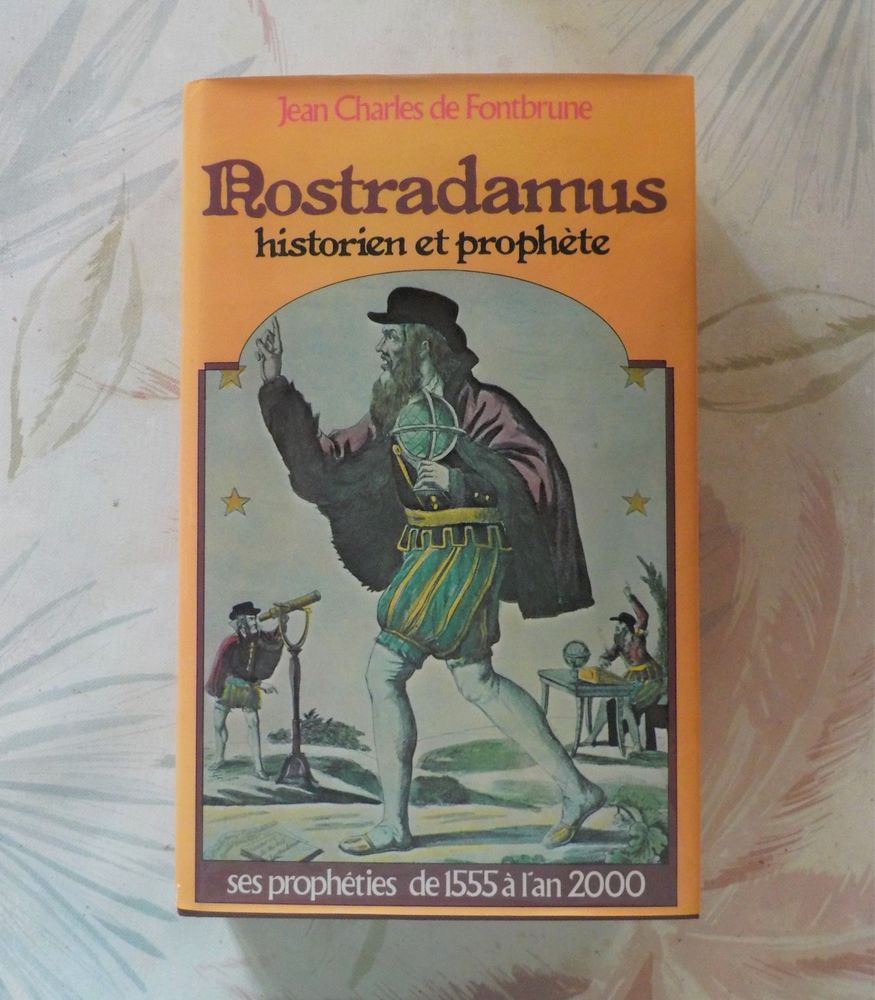 Jean Charles de Fontbrune
Nostradamus
historien et prophète
ses prophéties de 1555 à l'an 2000